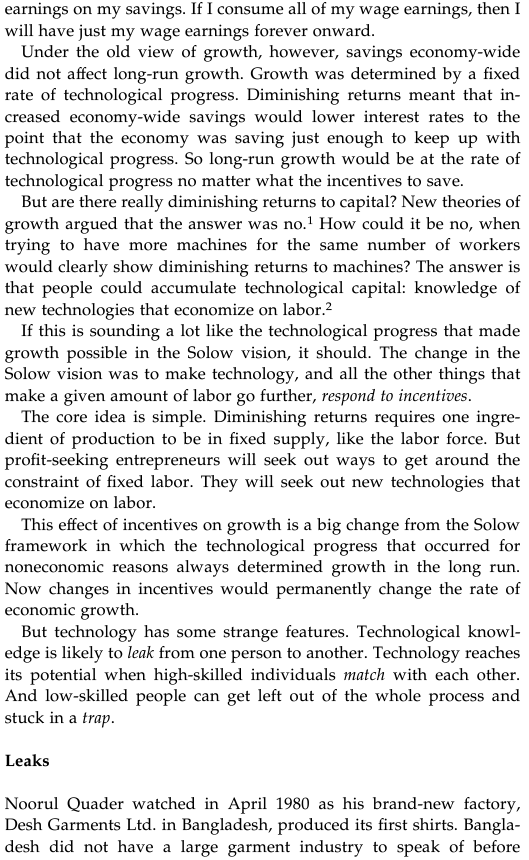 earnings on my savings. If I consume all of my wage earnings, then I
will have just my wage earnings forever onward.
Under the old view of growth, however, savings economy-wide
did not affect long-run growth. Growth was determined by a fixed
rate of technological progress. Diminishing returns meant that in-
creased economy-wide savings would lower interest rates to the
point that the economy was saving just enough to keep up with
technological progress. So long-run growth would be at the rate of
technological progress no matter what the incentives to save.
But are there really diminishing returns to capital? New theories of
growth argued that the answer was no.1 How could it be no, when
trying to have more machines for the same number of workers
would clearly show diminishing returns to machines? The answer is
that people could accumulate technological capital: knowledge of
new technologies that economize on labor.2
If this is sounding a lot like the technological progress that made
growth possible in the Solow vision, it should. The change in the
Solow vision was to make technology, and all the other things that
make a given amount of labor go further, respond to incentives.
The core idea is simple. Diminishing returns requires one ingre-
dient of production to be in fixed supply, like the labor force. But
profit-seeking entrepreneurs will seek out ways to get around the
constraint of fixed labor. They will seek out new technologies that
economize on labor.
This effect of incentives on growth is a big change from the Solow
framework in which the technological progress that occurred for
noneconomic reasons always determined growth in the long run.
Now changes in incentives would permanently change the rate of
economic growth.
But technology has some strange features. Technological knowl-
edge is likely to leak from one person to another. Technology reaches
its potential when high-skilled individuals match with each other.
And low-skilled people can get left out of the whole process and
stuck in a trap.
Leaks
Noorul Quader watched in April 1980 as his brand-new factory,
Desh Garments Ltd. in Bangladesh, produced its first shirts. Bangla-
desh did not have a large garment industry to speak of before